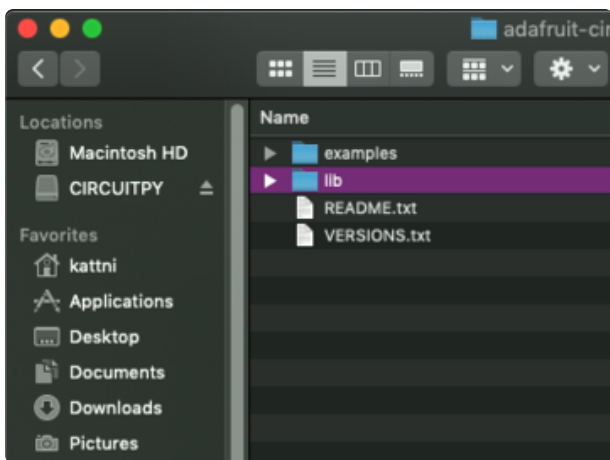 adafruit-cir
Locations
Macintosh HD
CIRCUITPY
Favorites
kattni
Applications
Desktop
Documents
Downloads
Pictures
Name
examples
lib
README.txt
VERSIONS.txt